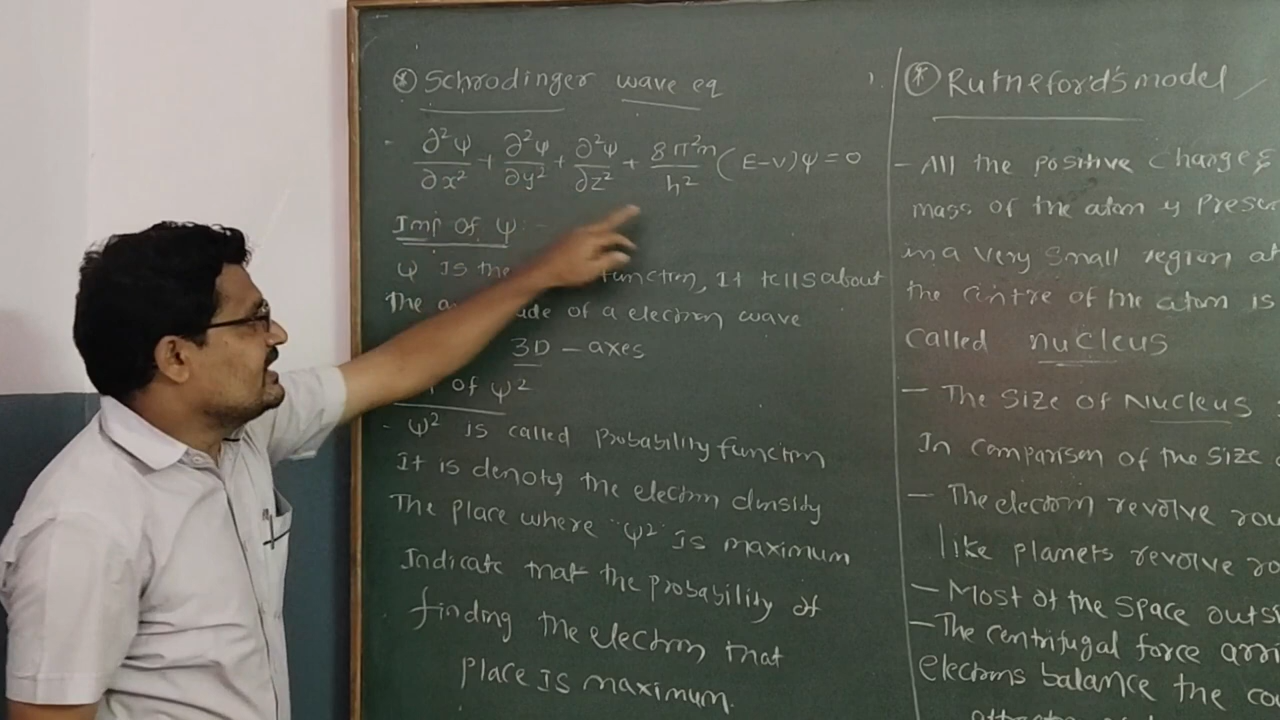 * Schrodinger wave eq
- ∂²ψ/∂x² + ∂²ψ/∂y² + ∂²ψ/∂z² + 8π²m/h² (E-V)ψ = 0
Imp of ψ :-
ψ Is the function, It tells about
The ude of a electron wave
3D - axes
of ψ²
- ψ² is called Probability function
It is denoty the electron density
The place where "ψ²" is maximum
Indicate that the probability of
finding the electron that
place is maximum.
* Rutneford's model
- All the positive charge &
mass of the atom is Present
in a very small region at
the centre of the atom is
called nucleus
- The size of Nucleus
In comparison of the size
- The electron revolve
like planets revolve
- Most of the space
- The centrifugal force
electrons balance the